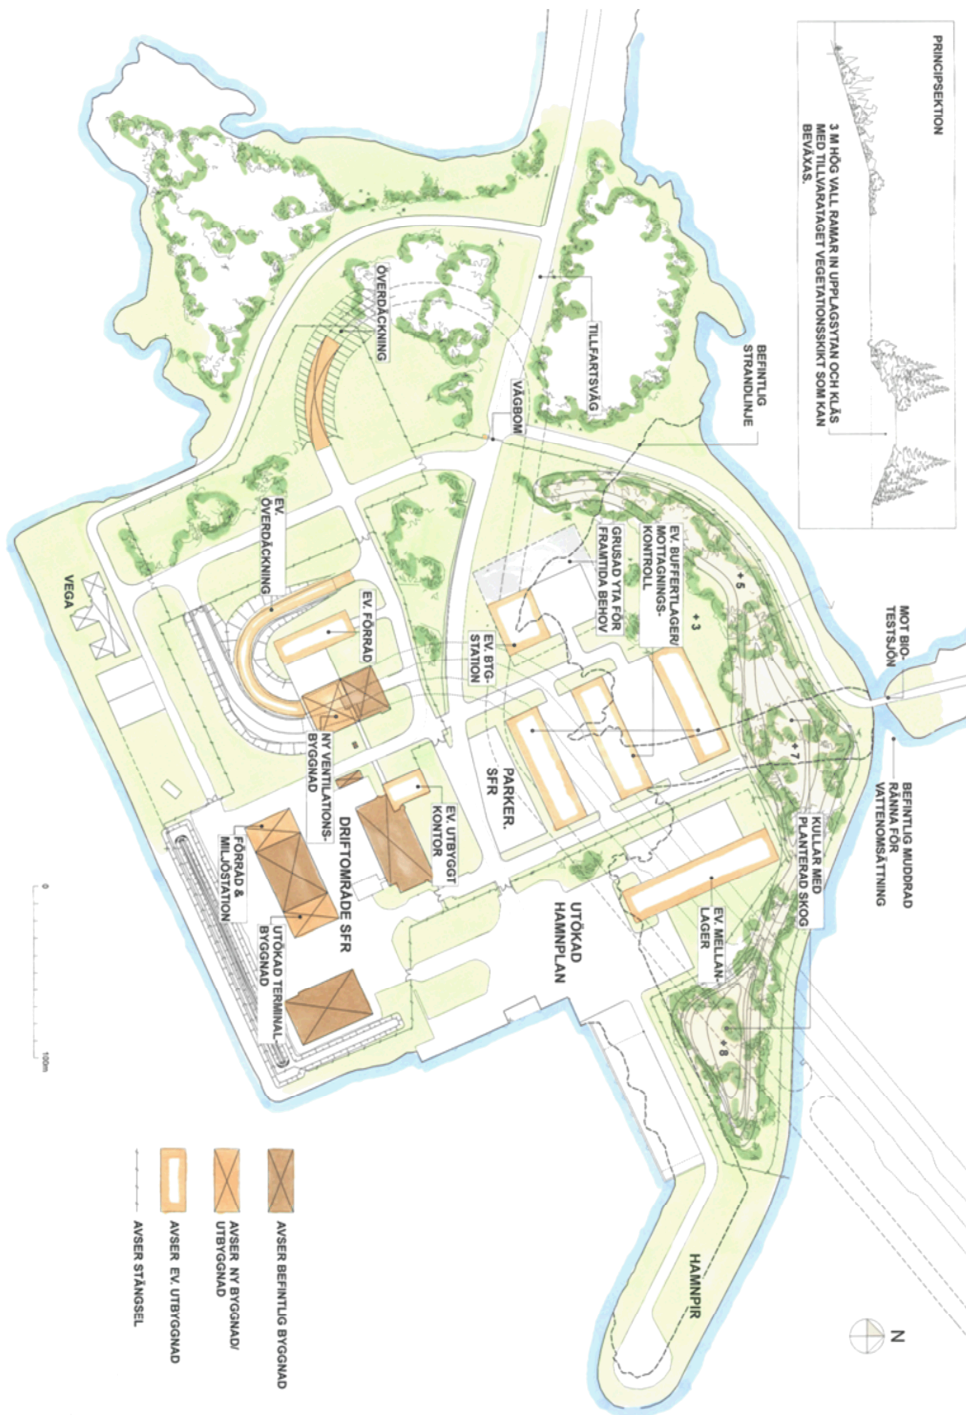 PRINCIPSEKTION
3 M HÖG VALL RAMAR IN UPPLAGSYTAN OCH KLÄS
MED TILLVARATAGET VEGETATIONSSKIKT SOM KAN
BEVÄXAS.
BEFINTLIG
STRANDLINJE
TILLFARTSVÄG
ÖVERDÄCKNING
VÄGBOM
MOT BIO-
TESTSJÖN
BEFINTLIG MUDDRAD
RÄNNA FÖR
VATTENOMSÄTTNING
EV. BUFFERTLAGER/
MOTTAGNINGS-
KONTROLL
GRUSAD YTA FÖR
FRAMTIDA BEHOV
+ 5
+ 3
+ 7
KULLAR MED
PLANTERAD SKOG
EV.
ÖVERDÄCKNING
EV. FÖRRÅD
EV. BTG-
STATION
VEGA
NY VENTILATIONS-
BYGGNAD
PARKER.
SFR
EV. UTBYGGT
KONTOR
DRIFTOMRÅDE SFR
FÖRRÅD &
MILJÖSTATION
UTÖKAD TERMINAL-
BYGGNAD
UTÖKAD
HAMNPLAN
EV. MELLAN-
LAGER
+ 8
HAMNPIR
N
0
100m
AVSER BEFINTLIG BYGGNAD
AVSER NY BYGGNAD/
UTBYGGNAD
AVSER EV. UTBYGGNAD
AVSER STÄNGSEL